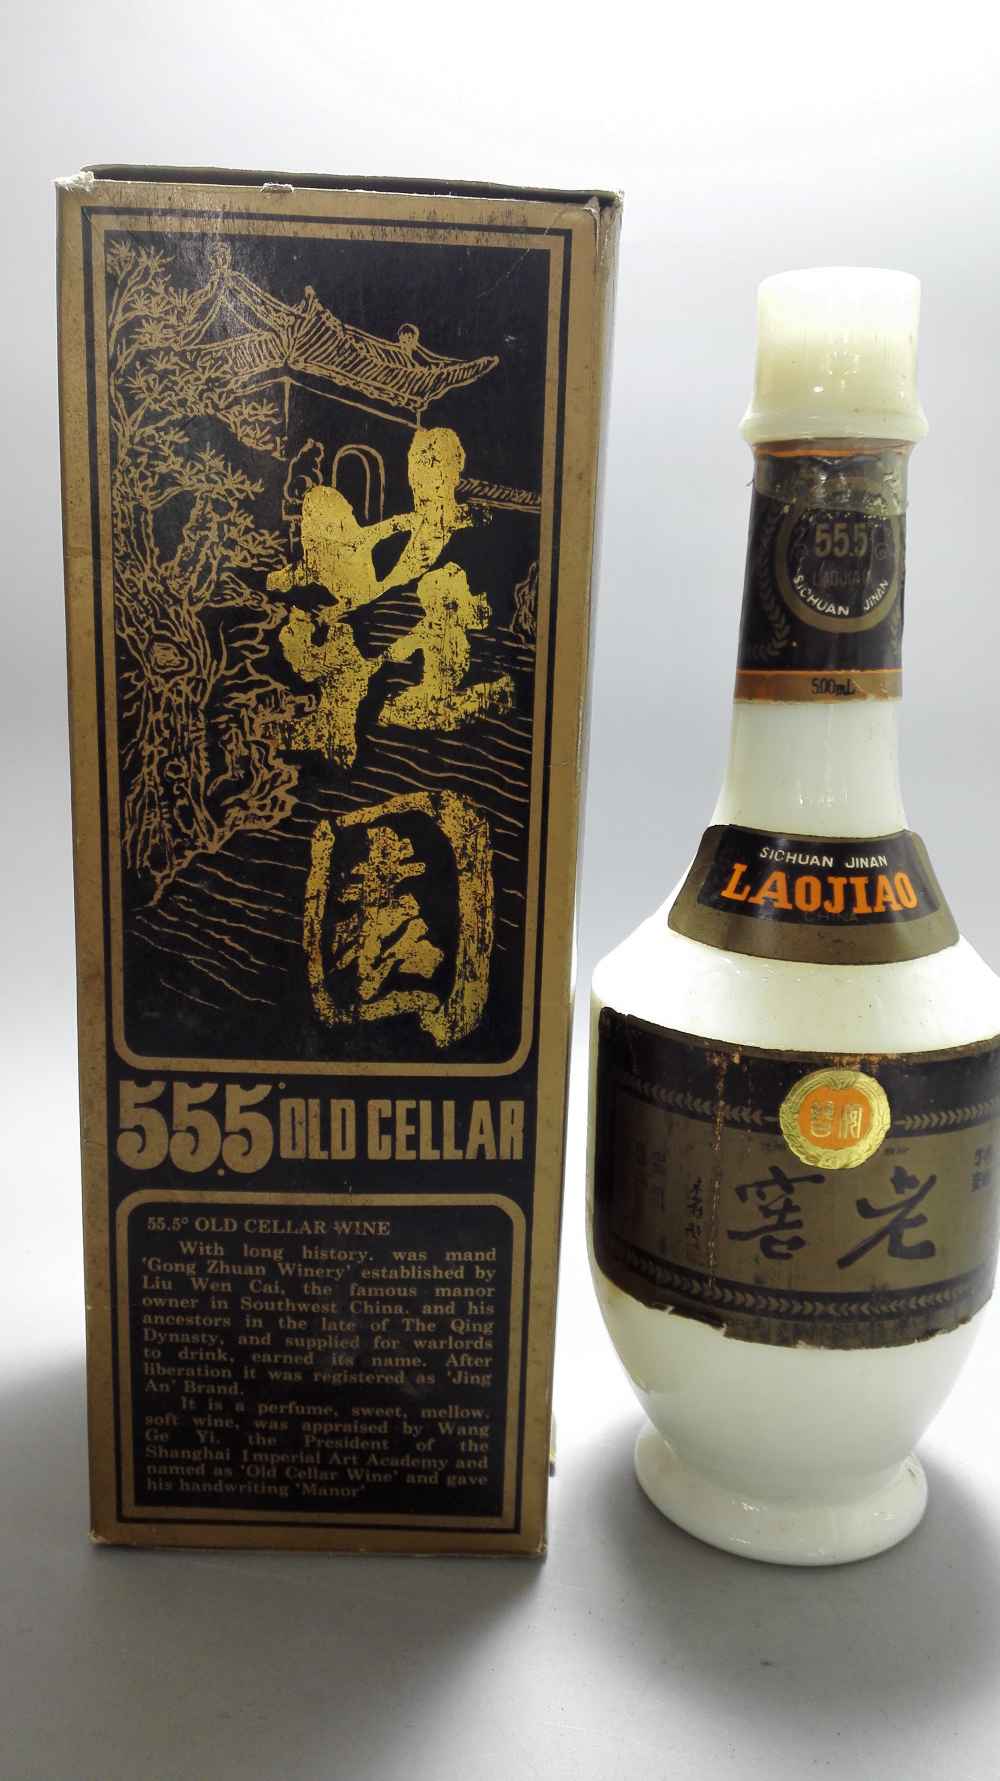 莊
園
55.5° OLD CELLAR
55.5° OLD CELLAR WINE
With long history. was mand
'Gong Zhuan Winery' established by
Liu Wen Cai, the famous manor
owner in Southwest China. and his
ancestors in the late of The Qing
Dynasty. and supplied for warlords
to drink, earned its name. After
liberation it was registered as 'Jing
An' Brand.
It is a perfume, sweet, mellow.
soft wine, was appraised by Wang
Ge Yi. the President of the
Shanghai Imperial Art Academy and
named as 'Old Cellar Wine' and gave
his handwriting 'Manor'
55.5°
LAOJIAO
SICHUAN JINAN
500mL
SICHUAN JINAN
LAOJIAO
CHINA
老窖